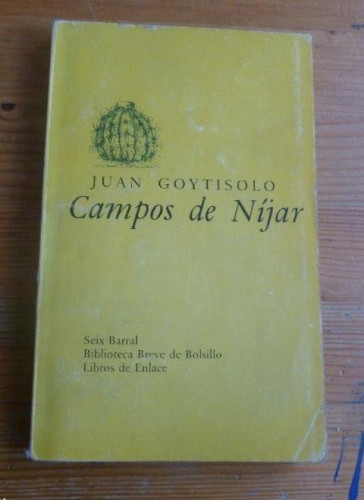 JUAN GOYTISOLO
Campos de Níjar
Seix Barral
Biblioteca Breve de Bolsillo
Libros de Enlace